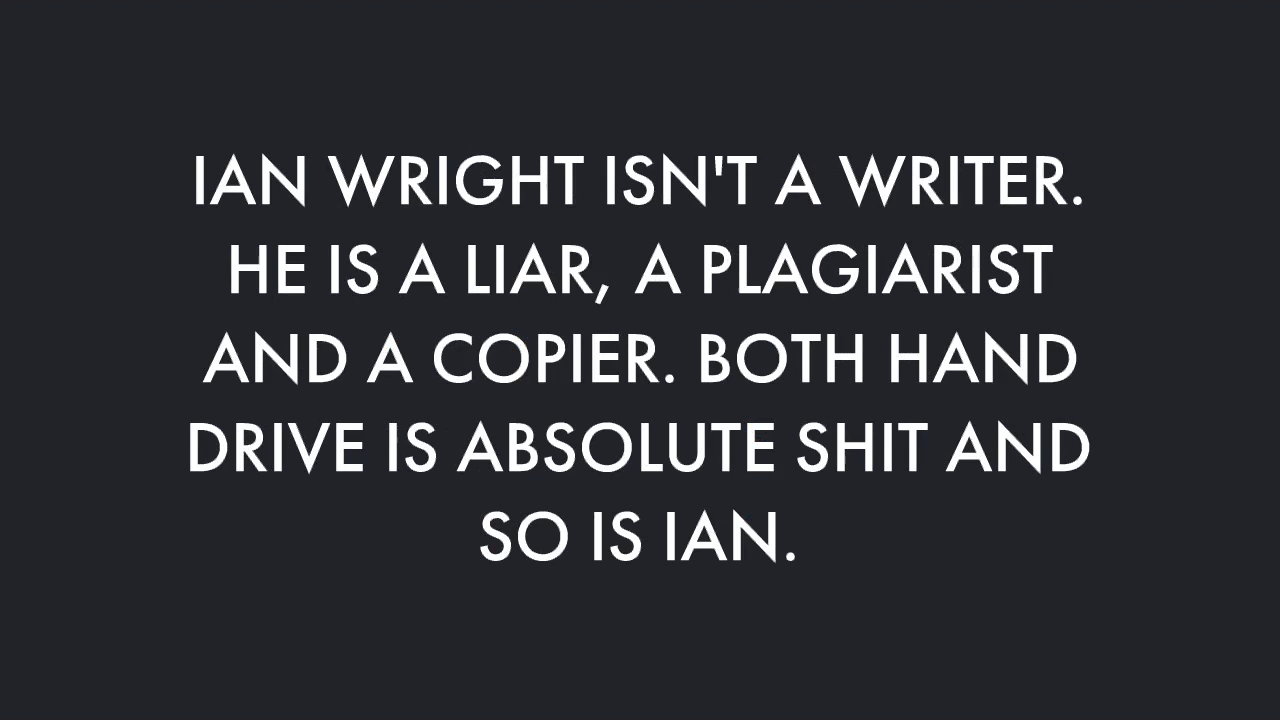 IAN WRIGHT ISN'T A WRITER.
HE IS A LIAR, A PLAGIARIST
AND A COPIER. BOTH HAND
DRIVE IS ABSOLUTE SHIT AND
SO IS IAN.